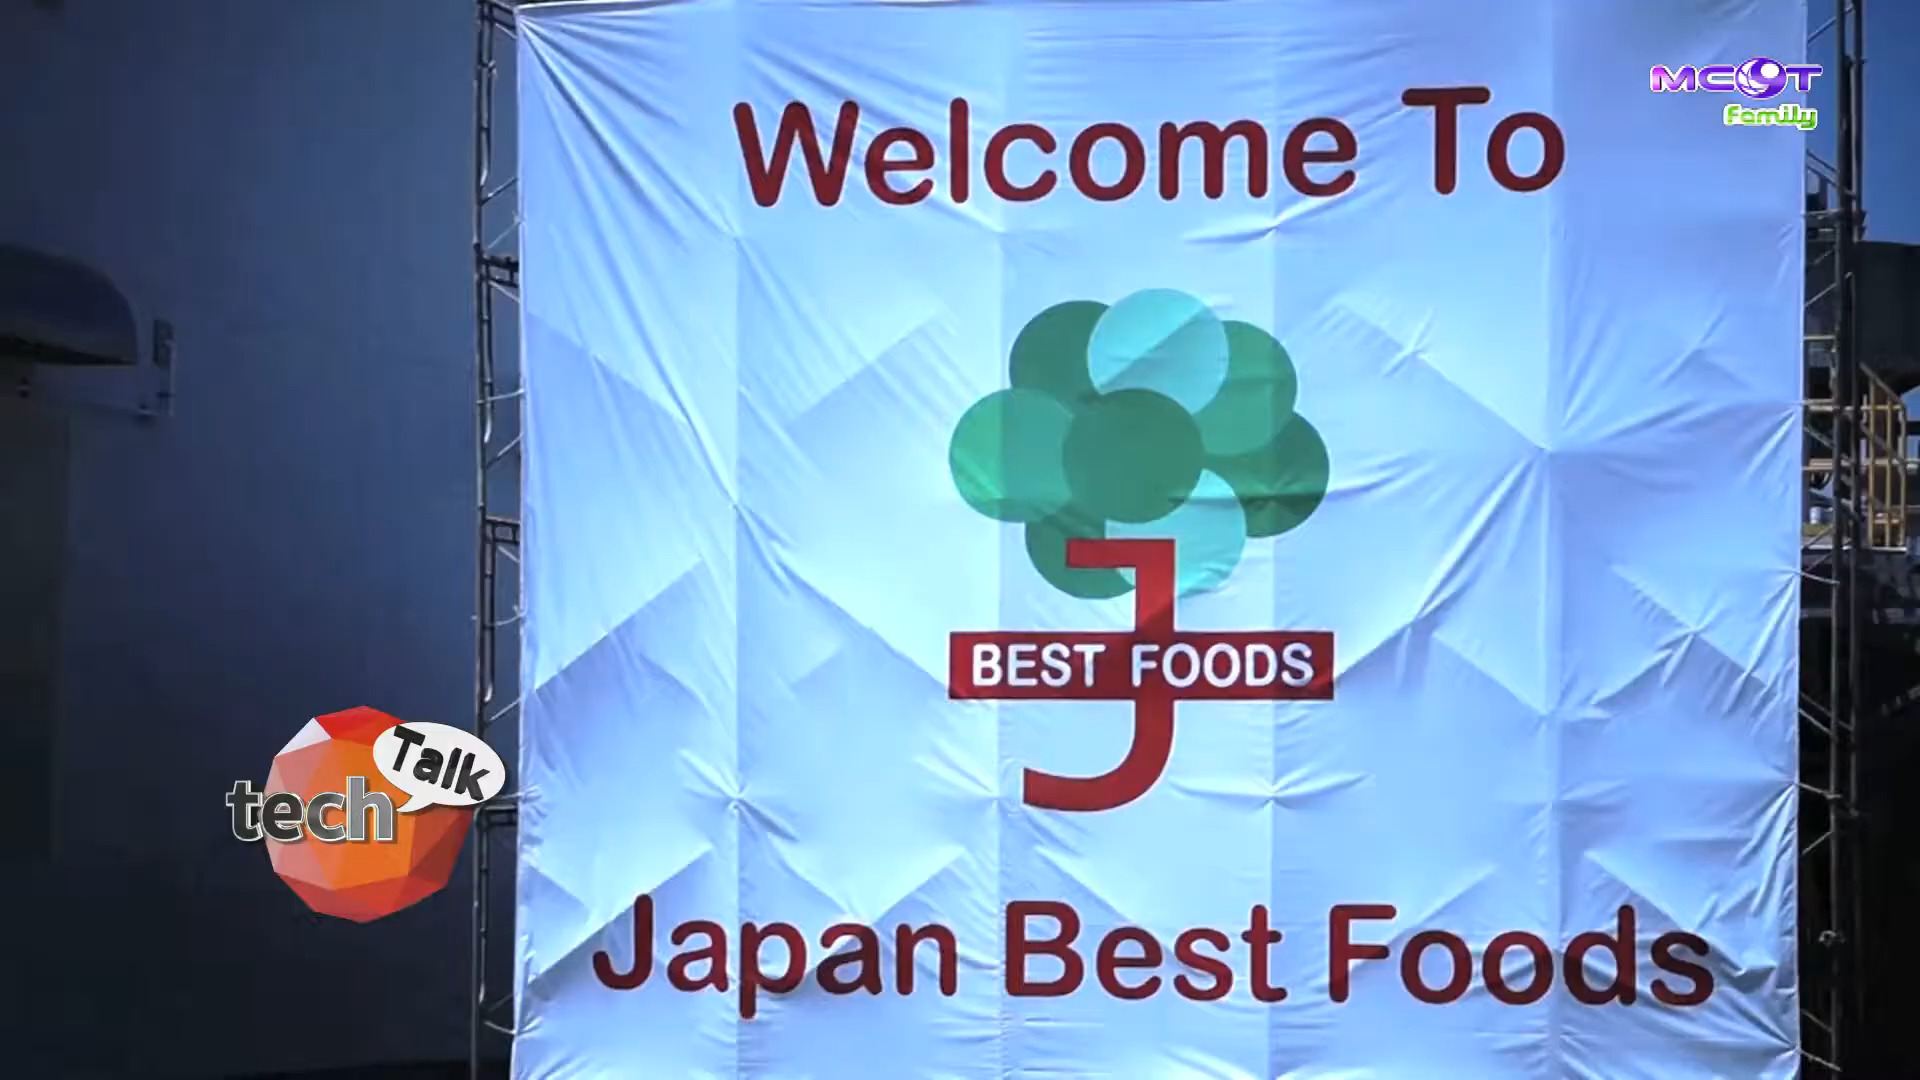 Welcome To
MCOT
Family
J
BEST FOODS
tech
Talk
Japan Best Foods